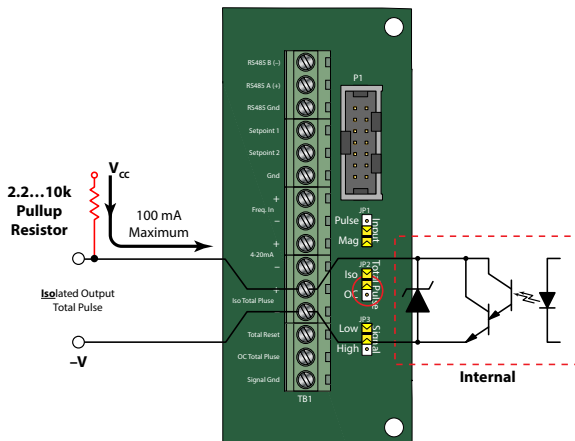 RS485 B (–)
RS485 A (+)
RS485 Gnd
Setpoint 1
Setpoint 2
Gnd
+
Freq. In
–
+
4-20mA
–
+
Iso Total Pluse
–
Total Reset
OC Total Pluse
Signal Gnd
TB1
P1
JP1
Pulse
Mag
Input
JP2
Iso
OC
Total Pulse
JP3
Low
High
Signal
VCC
2.2...10k
Pullup
Resistor
100 mA
Maximum
Isolated Output
Total Pulse
–V
Internal